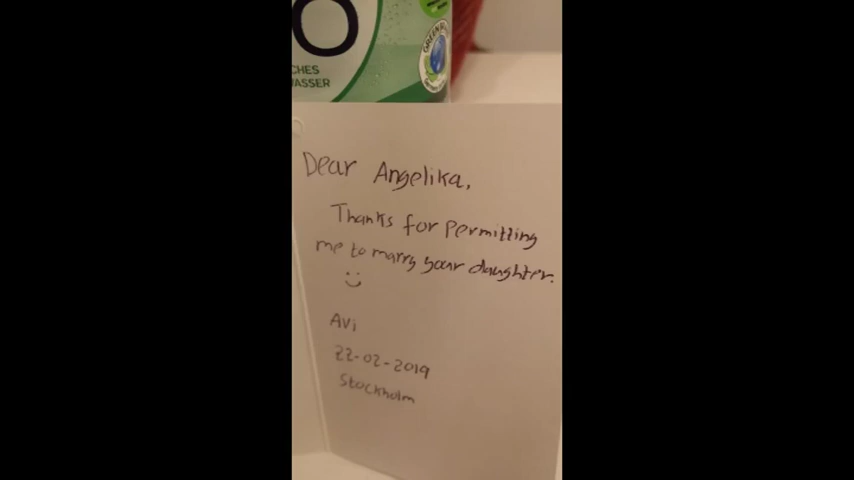 O
CHES
WASSER
Dear Angelika,
Thanks for permitting
me to marry your daughter.
:)
Avi
22-02-2019
Stockholm